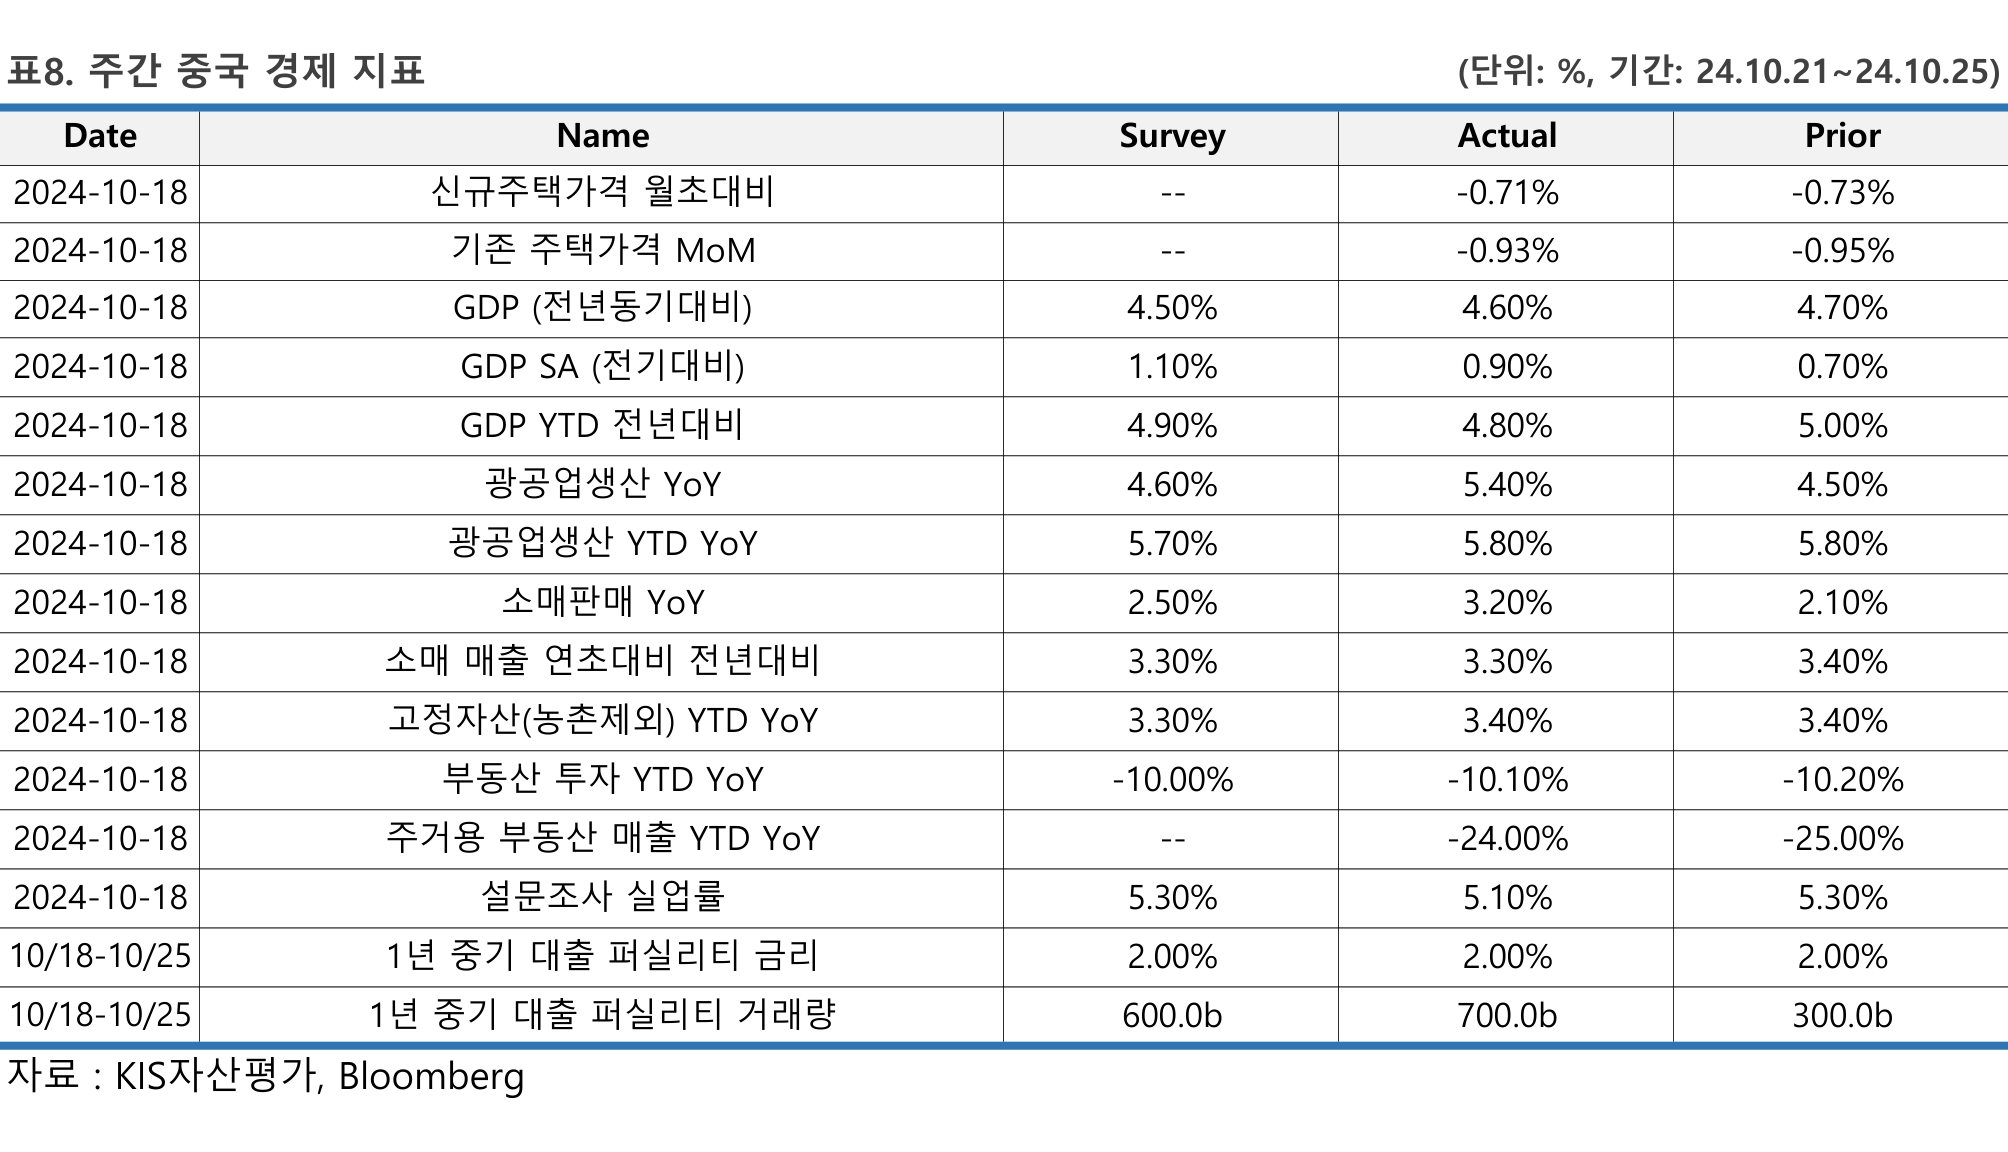 표8. 주간 중국 경제 지표 (단위: %, 기간: 24.10.21~24.10.25)
Date Name Survey Actual Prior
2024-10-18 신규주택가격 월초대비 -- -0.71% -0.73%
2024-10-18 기존 주택가격 MoM -- -0.93% -0.95%
2024-10-18 GDP (전년동기대비) 4.50% 4.60% 4.70%
2024-10-18 GDP SA (전기대비) 1.10% 0.90% 0.70%
2024-10-18 GDP YTD 전년대비 4.90% 4.80% 5.00%
2024-10-18 광공업생산 YoY 4.60% 5.40% 4.50%
2024-10-18 광공업생산 YTD YoY 5.70% 5.80% 5.80%
2024-10-18 소매판매 YoY 2.50% 3.20% 2.10%
2024-10-18 소매 매출 연초대비 전년대비 3.30% 3.30% 3.40%
2024-10-18 고정자산(농촌제외) YTD YoY 3.30% 3.40% 3.40%
2024-10-18 부동산 투자 YTD YoY -10.00% -10.10% -10.20%
2024-10-18 주거용 부동산 매출 YTD YoY -- -24.00% -25.00%
2024-10-18 설문조사 실업률 5.30% 5.10% 5.30%
10/18-10/25 1년 중기 대출 퍼실리티 금리 2.00% 2.00% 2.00%
10/18-10/25 1년 중기 대출 퍼실리티 거래량 600.0b 700.0b 300.0b
자료 : KIS자산평가, Bloomberg